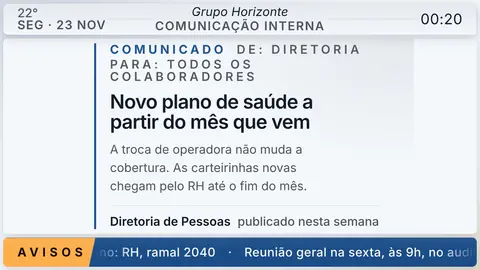 22°
SEG · 23 NOV
Grupo Horizonte
COMUNICAÇÃO INTERNA
00:20
COMUNICADO DE: DIRETORIA
PARA: TODOS OS
COLABORADORES
Novo plano de saúde a
partir do mês que vem
A troca de operadora não muda a
cobertura. As carteirinhas novas
chegam pelo RH até o fim do mês.
Diretoria de Pessoas publicado nesta semana
AVISOS
RH, ramal 2040 · Reunião geral na sexta, às 9h, no